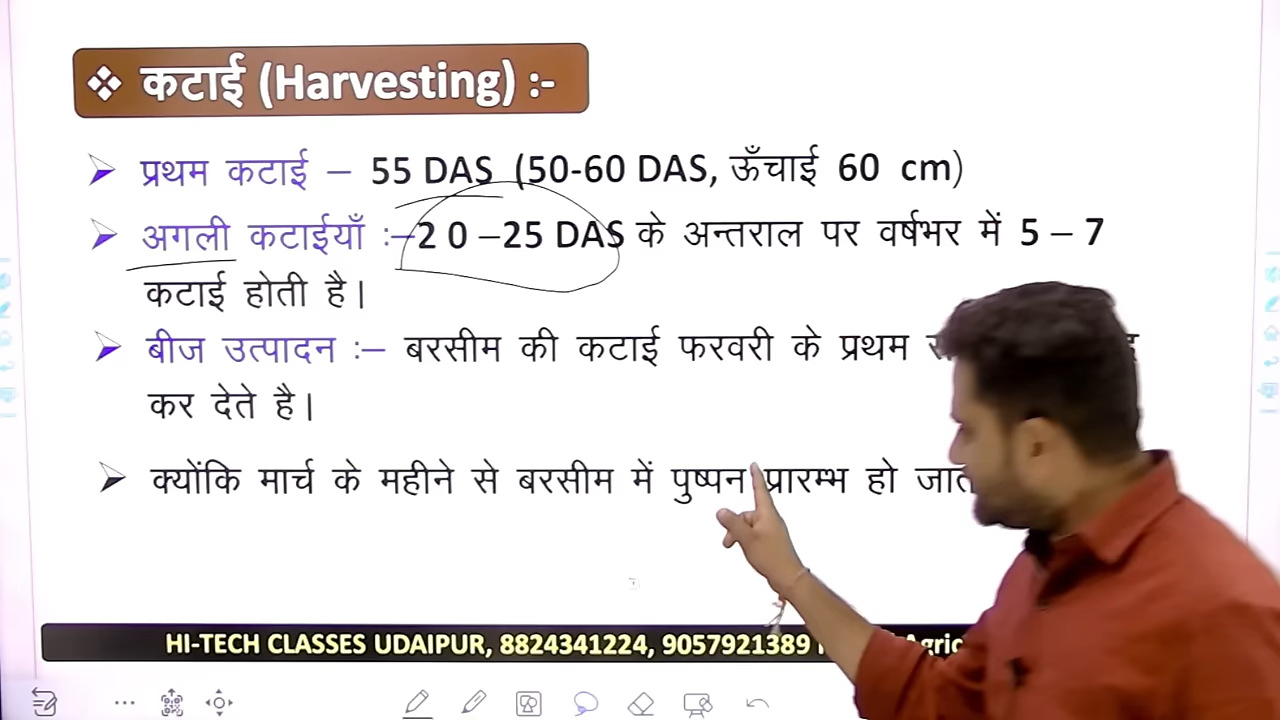 ❖ कटाई (Harvesting) :-
➢ प्रथम कटाई – 55 DAS (50-60 DAS, ऊँचाई 60 cm)
➢ अगली कटाईयाँ :– 2 0 –25 DAS के अन्तराल पर वर्षभर में 5 – 7
कटाई होती है।
➢ बीज उत्पादन :– बरसीम की कटाई फरवरी के प्रथम
कर देते है।
➢ क्योंकि मार्च के महीने से बरसीम में पुष्पन प्रारम्भ हो
HI-TECH CLASSES UDAIPUR, 8824341224, 9057921389